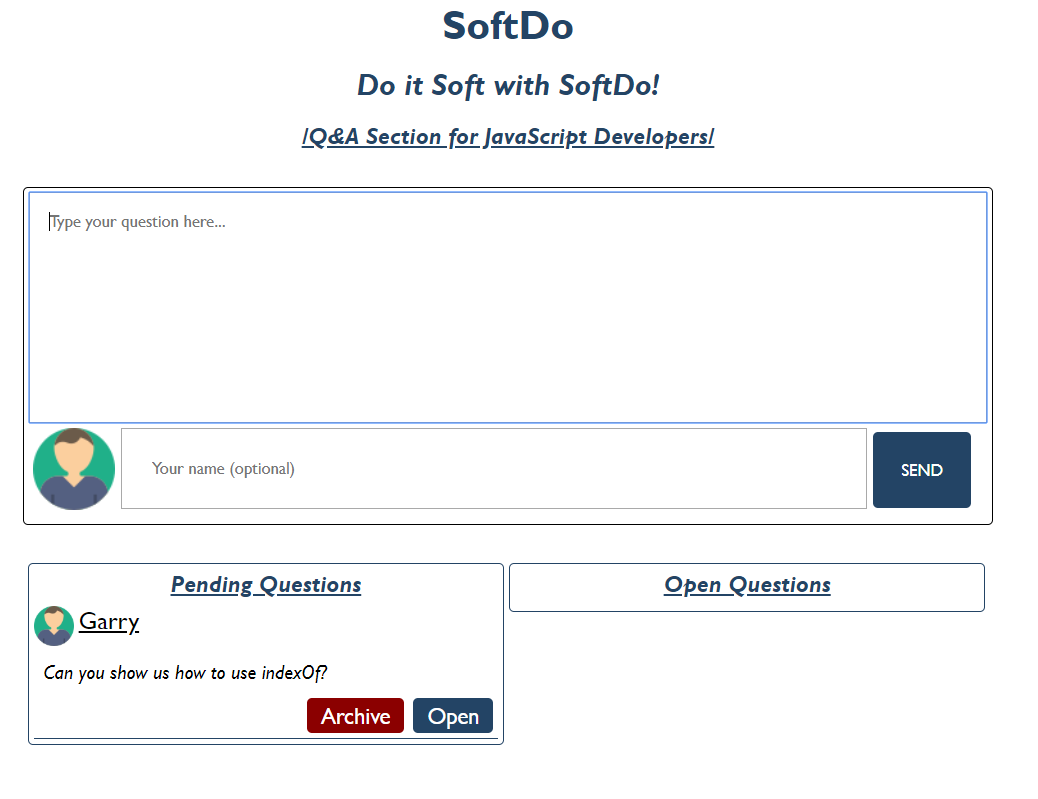 SoftDo
Do it Soft with SoftDo!
/Q&A Section for JavaScript Developers/
Type your question here...
Your name (optional)
SEND
Pending Questions
Garry
Can you show us how to use indexOf?
Archive
Open
Open Questions